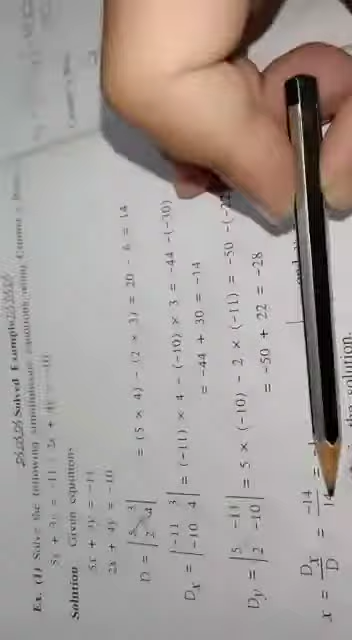 Solved Examples
Ex. (1) Solve the following simultaneous equations using Cramer's
5x + 3y = -11 ; 2x + 4y = -10
Solution Given equations
5x + 3y = -11
2x + 4y = -10
D = |5 3| = (5 × 4) - (2 × 3) = 20 - 6 = 14
|2 4|
Dx = |-11 3| = (-11) × 4 - (-10) × 3 = -44 -(-30)
|-10 4|
= -44 + 30 = -14
Dy = |5 -11| = 5 × (-10) - 2 × (-11) = -50 -(-22
|2 -10|
= -50 + 22 = -28
x = Dx/D = -14/14 =
the solution.